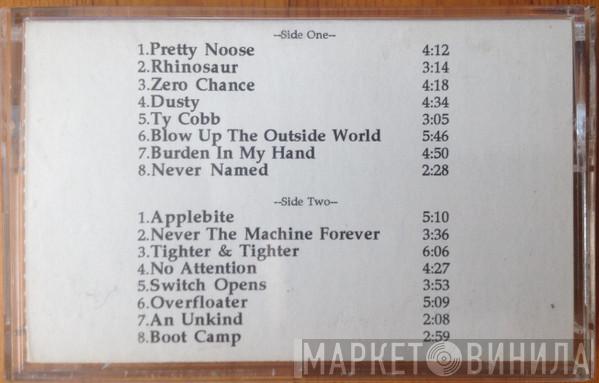 --Side One--
1.Pretty Noose 4:12
2.Rhinosaur 3:14
3.Zero Chance 4:18
4.Dusty 4:34
5.Ty Cobb 3:05
6.Blow Up The Outside World 5:46
7.Burden In My Hand 4:50
8.Never Named 2:28
--Side Two--
1.Applebite 5:10
2.Never The Machine Forever 3:36
3.Tighter & Tighter 6:06
4.No Attention 4:27
5.Switch Opens 3:53
6.Overfloater 5:09
7.An Unkind 2:08
8.Boot Camp 2:59
МАРКЕТ ВИНИЛА